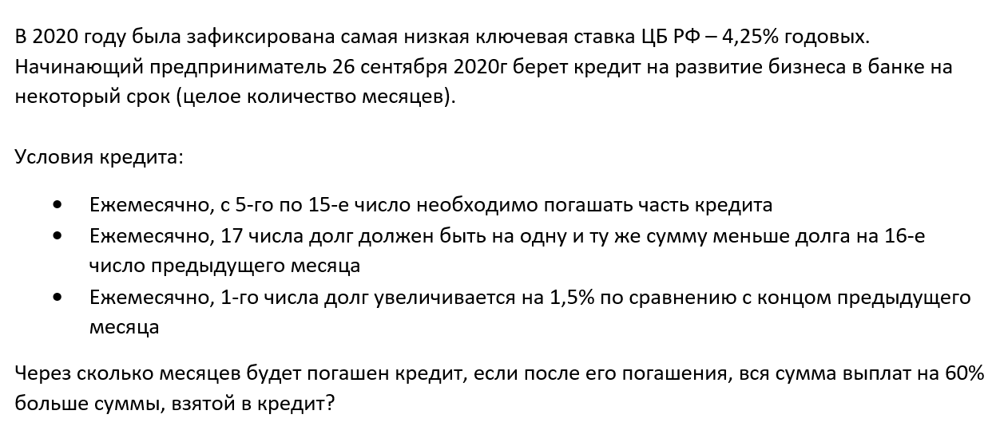 В 2020 году была зафиксирована самая низкая ключевая ставка ЦБ РФ – 4,25% годовых.
Начинающий предприниматель 26 сентября 2020г берет кредит на развитие бизнеса в банке на
некоторый срок (целое количество месяцев).
Условия кредита:
• Ежемесячно, с 5-го по 15-е число необходимо погашать часть кредита
• Ежемесячно, 17 числа долг должен быть на одну и ту же сумму меньше долга на 16-е
число предыдущего месяца
• Ежемесячно, 1-го числа долг увеличивается на 1,5% по сравнению с концом предыдущего
месяца
Через сколько месяцев будет погашен кредит, если после его погашения, вся сумма выплат на 60%
больше суммы, взятой в кредит?